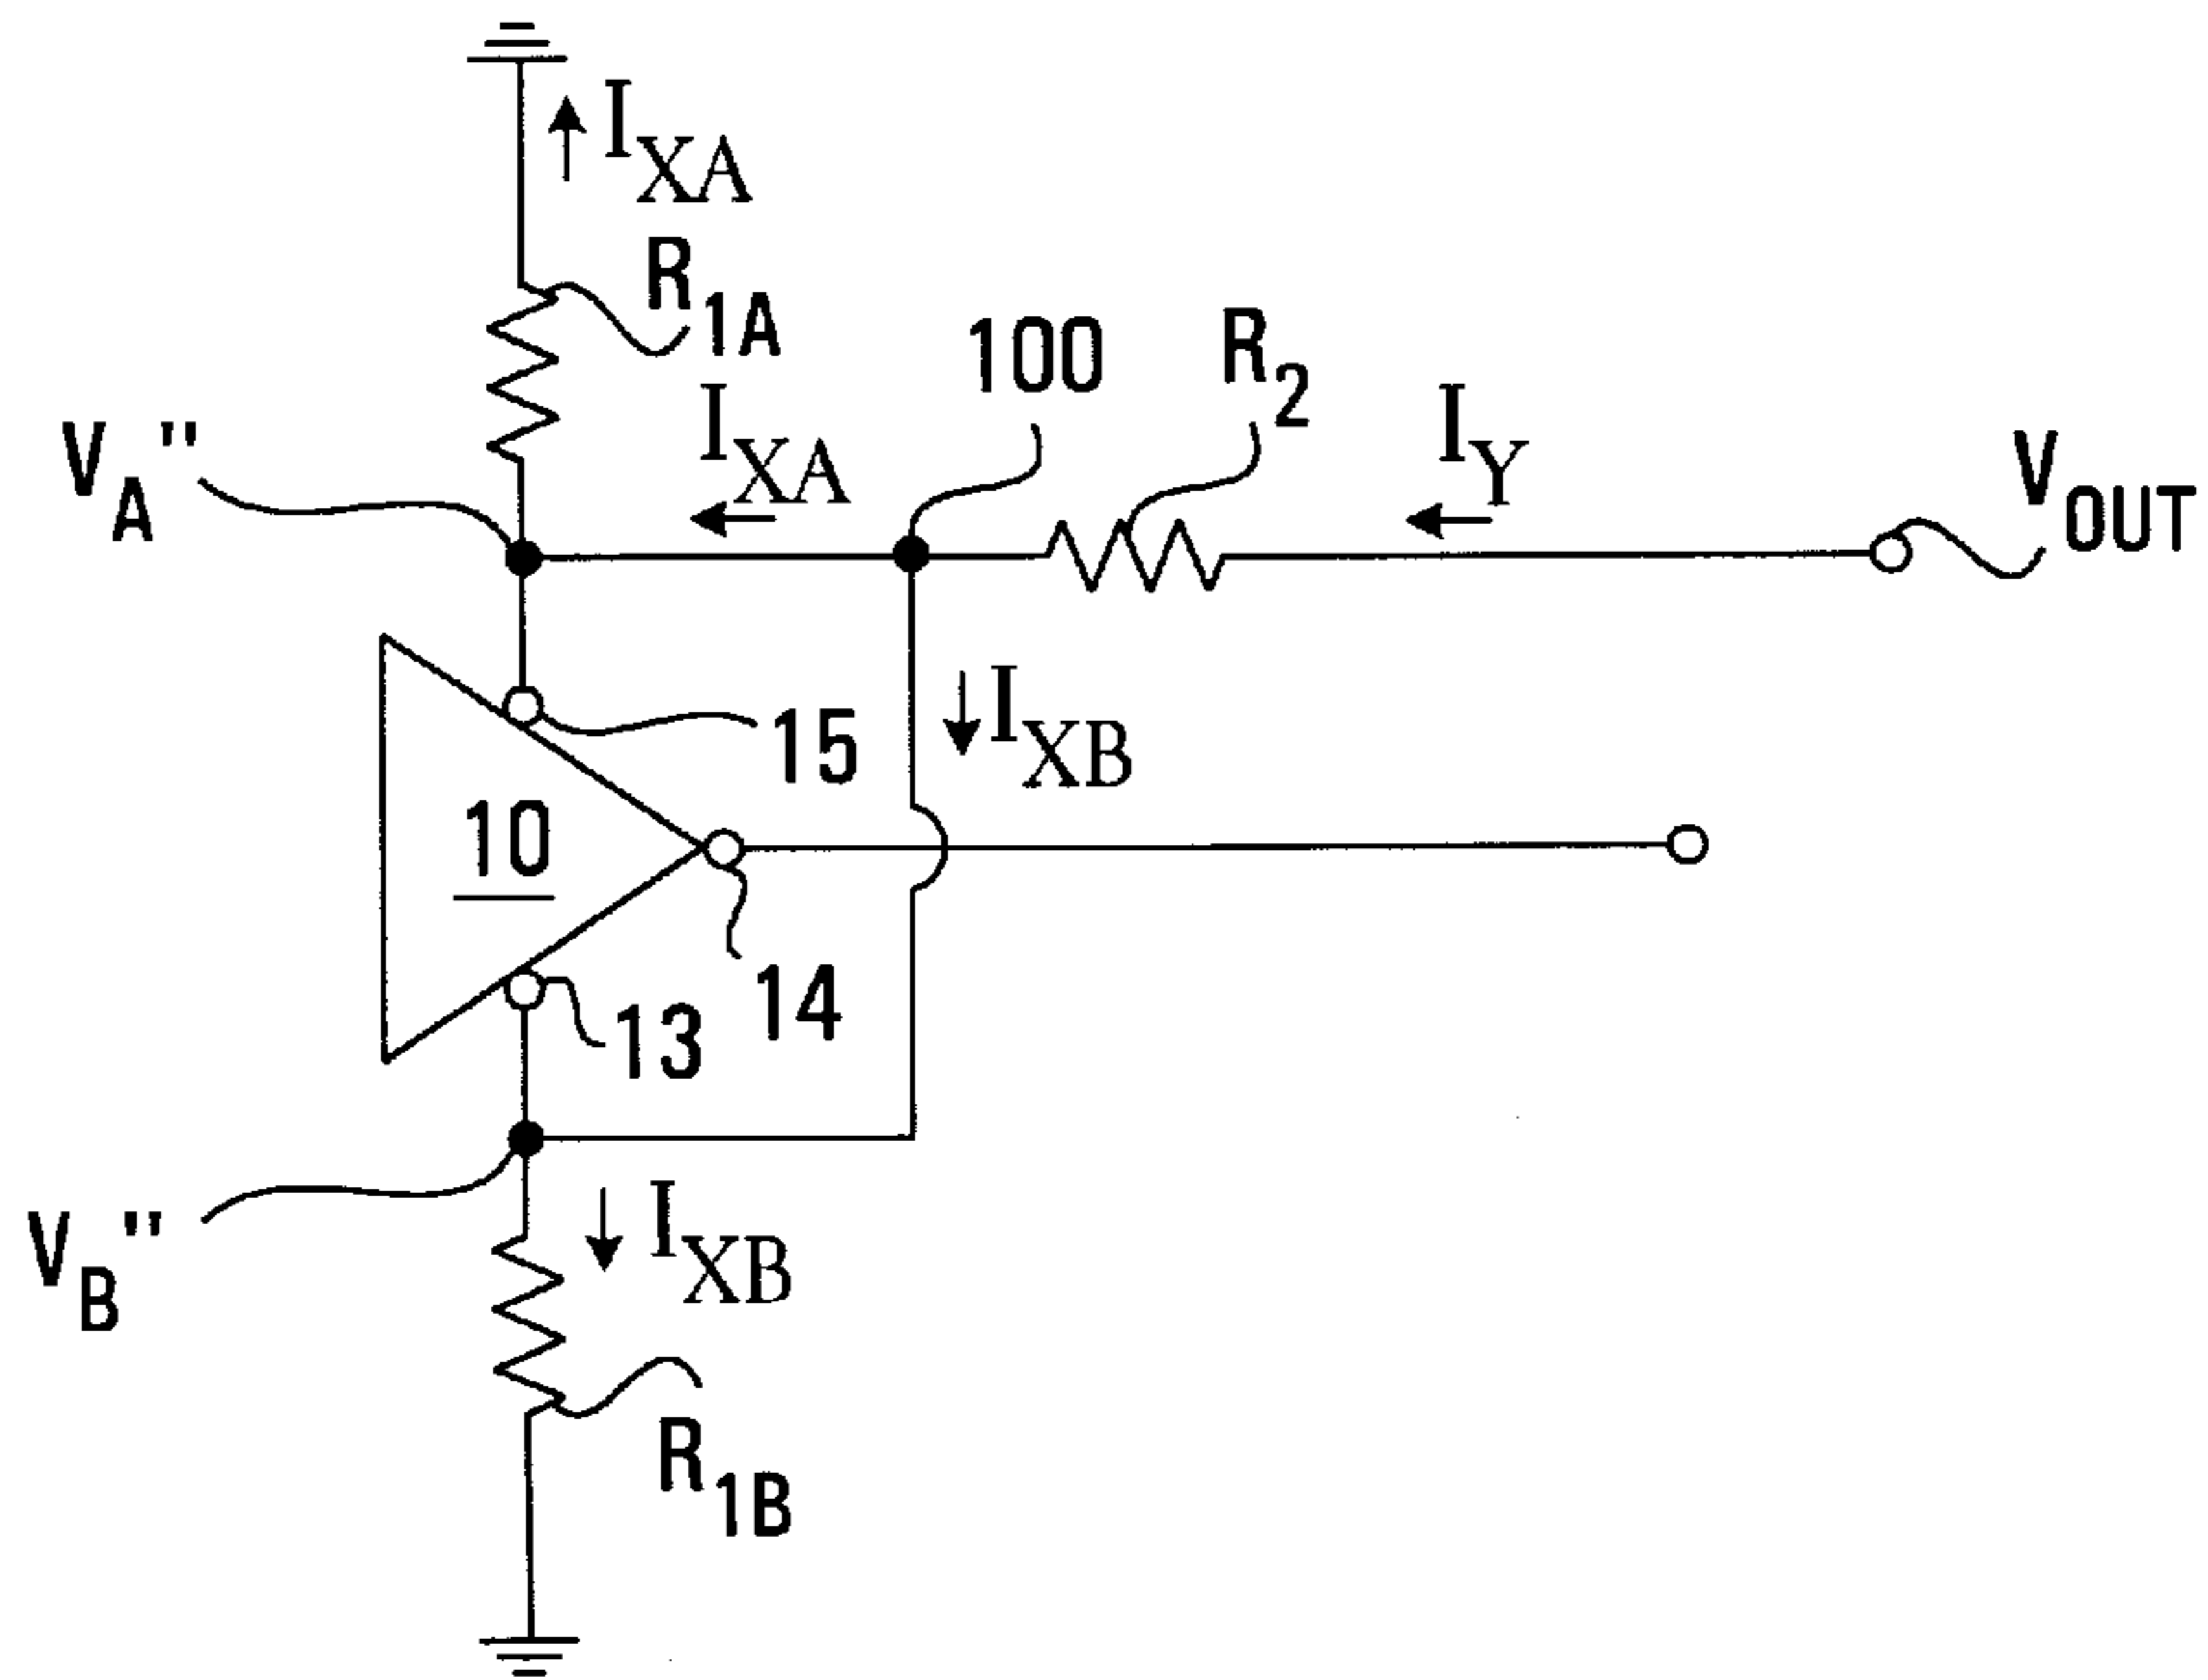 I_XA
R_1A
100
R_2
I_XA
I_Y
V_A"
V_OUT
I_XB
15
10
14
13
V_B"
I_XB
R_1B